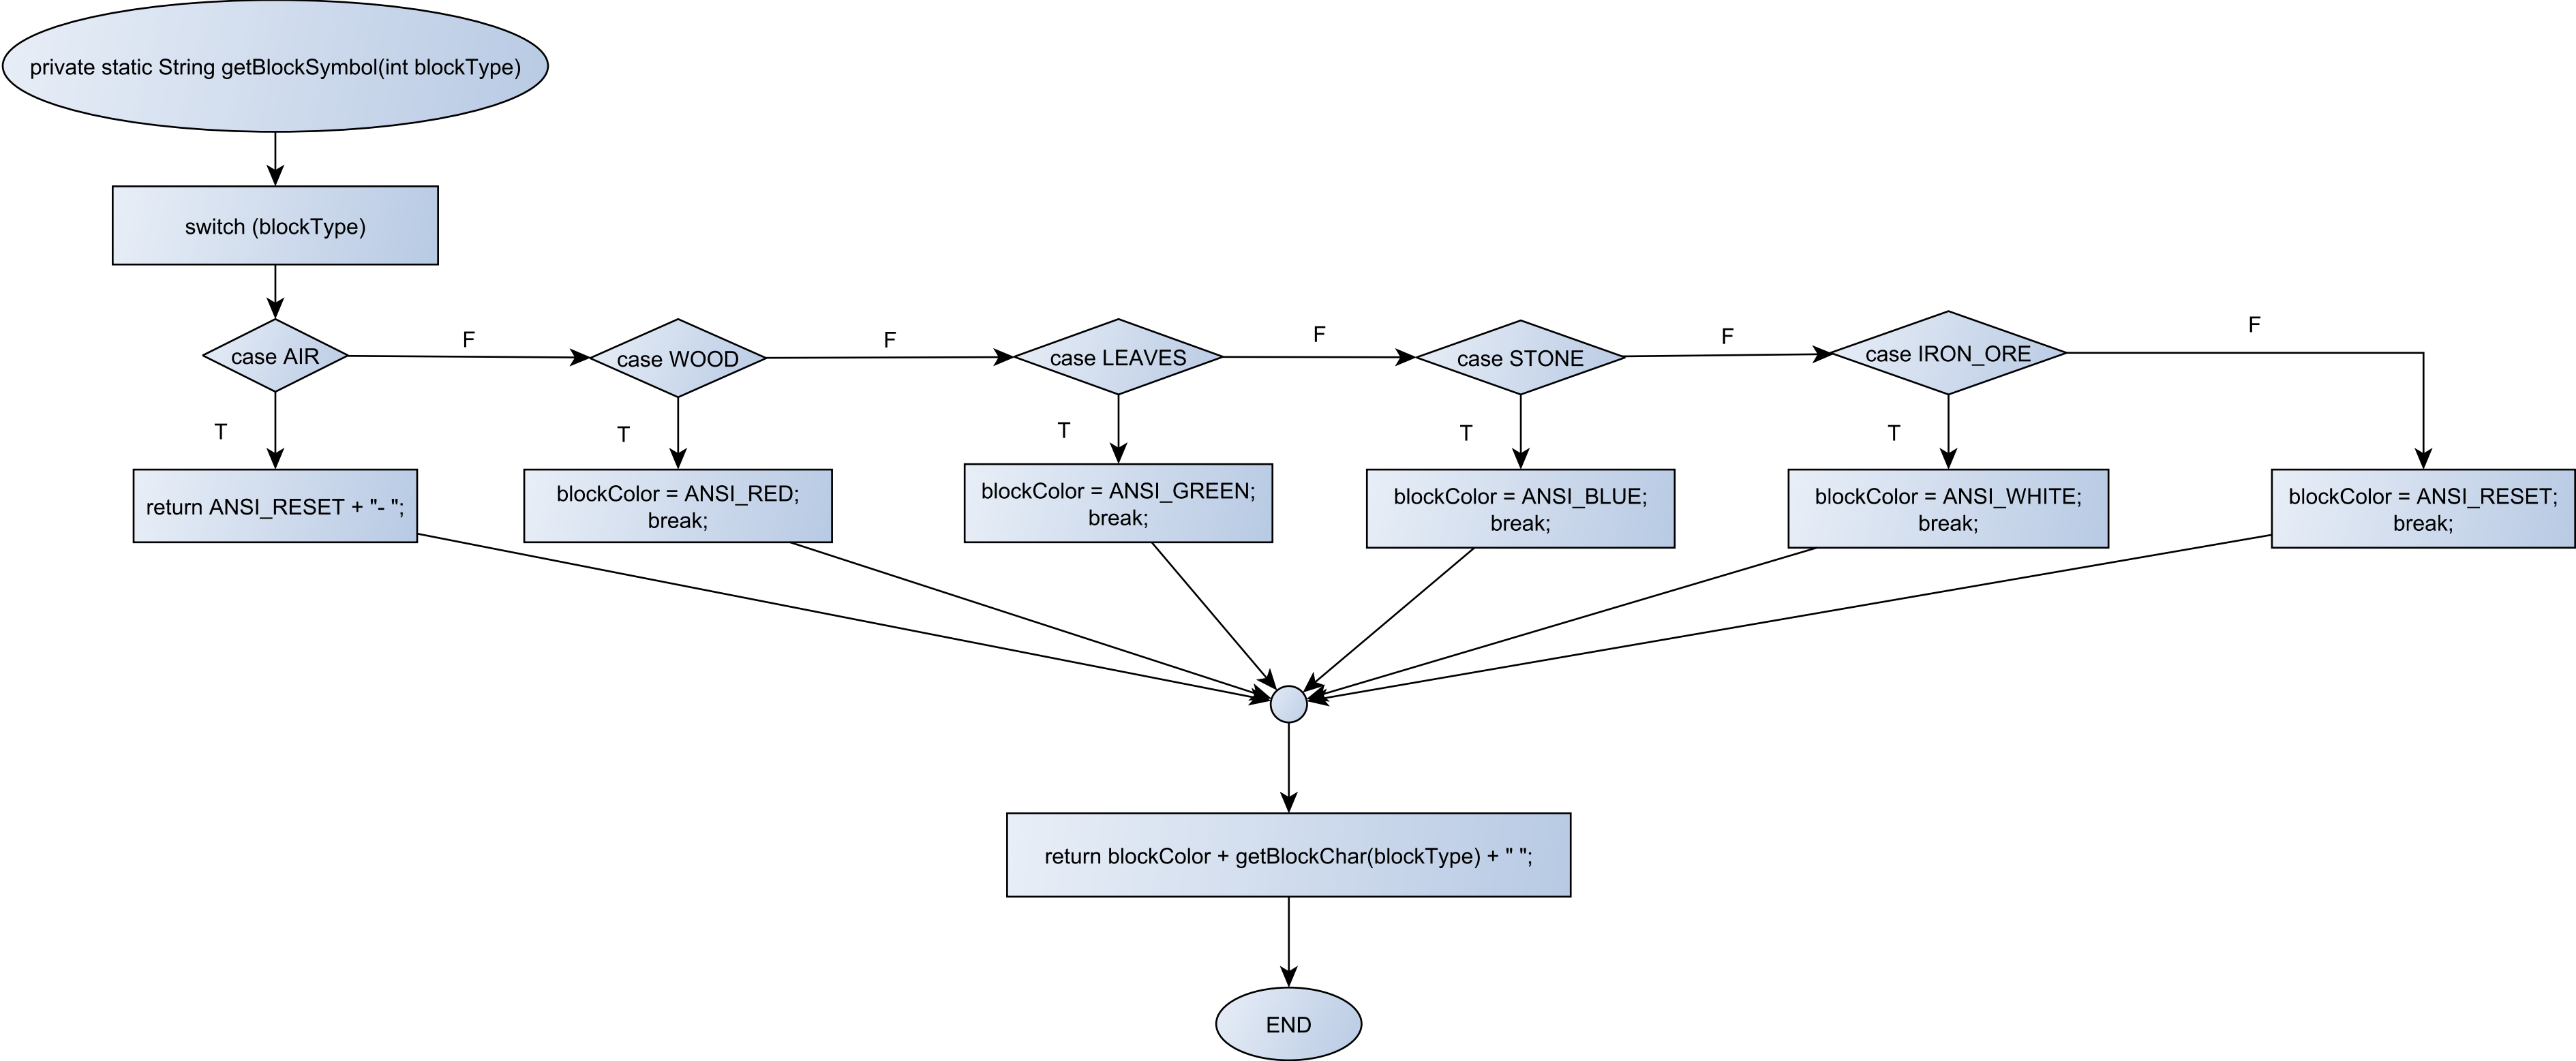 private static String getBlockSymbol(int blockType)
switch (blockType)
case AIR
F
case WOOD
F
case LEAVES
F
case STONE
F
case IRON_ORE
F
T
T
T
T
T
return ANSI_RESET + "- ";
blockColor = ANSI_RED;
break;
blockColor = ANSI_GREEN;
break;
blockColor = ANSI_BLUE;
break;
blockColor = ANSI_WHITE;
break;
blockColor = ANSI_RESET;
break;
return blockColor + getBlockChar(blockType) + " ";
END